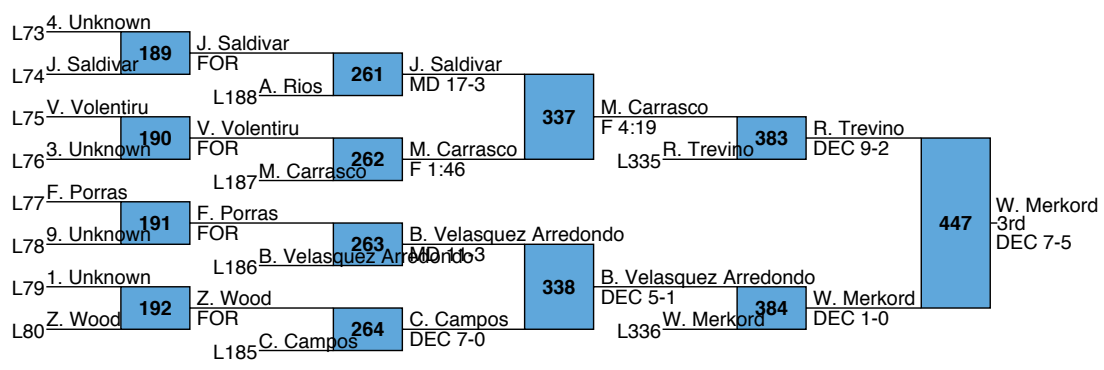 4. Unknown
L73
189
J. Saldivar
FOR
J. Saldivar
L74
261
J. Saldivar
MD 17-3
A. Rios
L188
V. Volentiru
L75
190
V. Volentiru
FOR
3. Unknown
L76
262
M. Carrasco
F 1:46
M. Carrasco
L187
337
M. Carrasco
F 4:19
383
R. Trevino
L335
R. Trevino
DEC 9-2
F. Porras
L77
191
F. Porras
FOR
9. Unknown
L78
263
B. Velasquez Arredondo
MD 11-3
B. Velasquez Arredondo
L186
1. Unknown
L79
192
Z. Wood
FOR
Z. Wood
L80
264
C. Campos
DEC 7-0
C. Campos
L185
338
B. Velasquez Arredondo
DEC 5-1
384
W. Merkord
L336
W. Merkord
DEC 1-0
447
W. Merkord
3rd
DEC 7-5